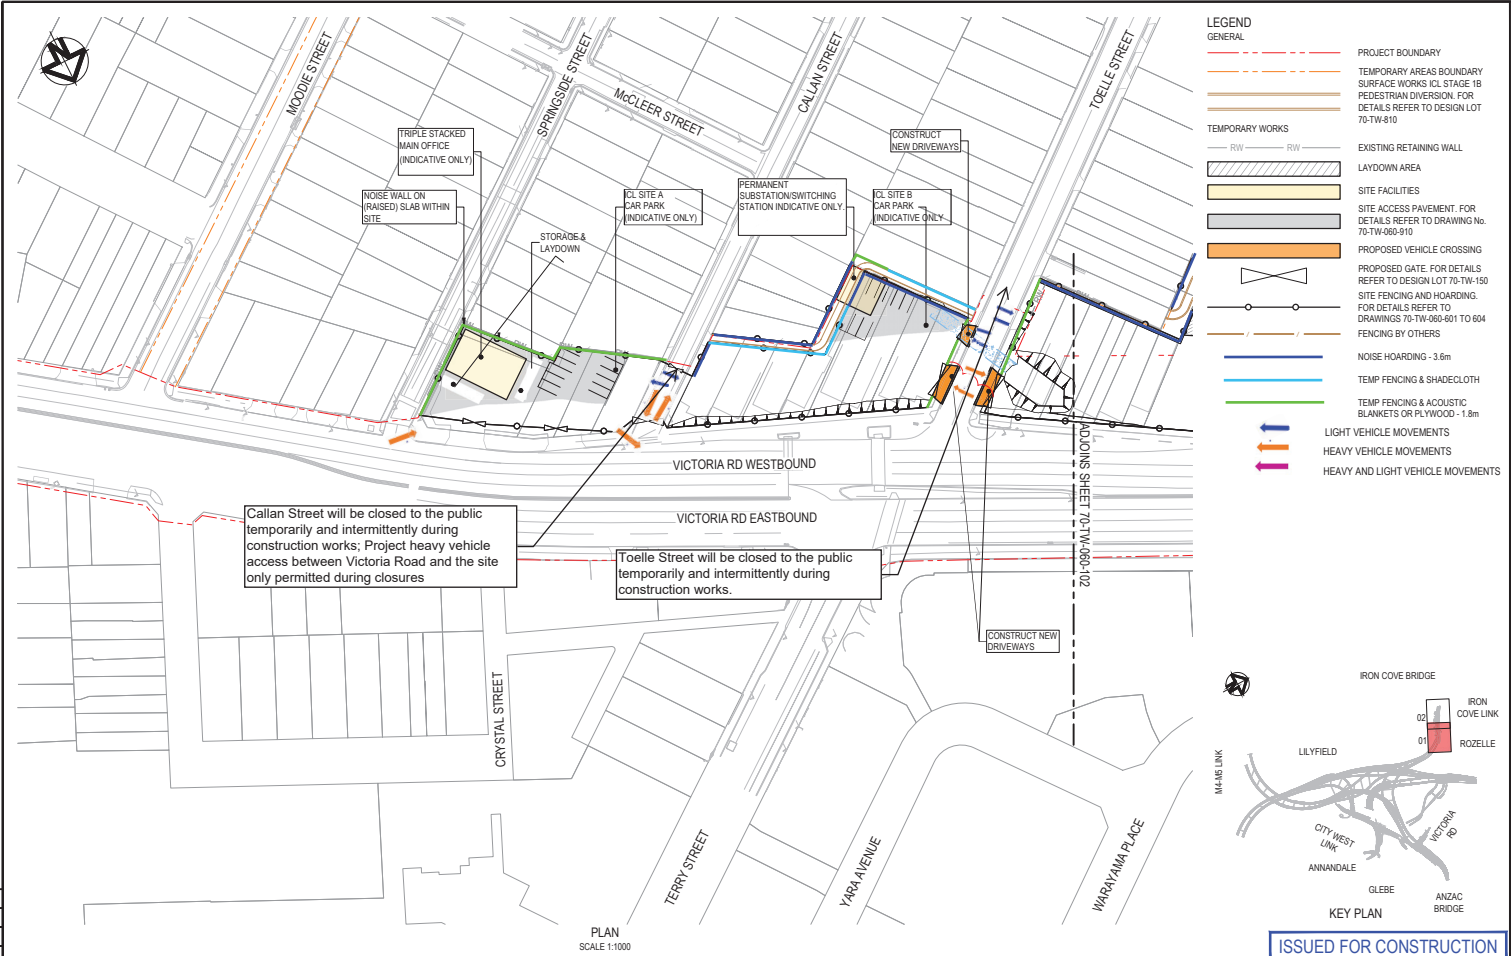 MOODIE STREET
SPRINGSIDE STREET
McCLEER STREET
CALLAN STREET
TOELLE STREET
TRIPLE STACKED
MAIN OFFICE
(INDICATIVE ONLY)
NOISE WALL ON
(RAISED) SLAB WITHIN
SITE
STORAGE &
LAYDOWN
ICL SITE A
CAR PARK
(INDICATIVE ONLY)
PERMANENT
SUBSTATION/SWITCHING
STATION INDICATIVE ONLY.
ICL SITE B
CAR PARK
(INDICATIVE ONLY
CONSTRUCT
NEW DRIVEWAYS
RW
RW
RW
RW
VICTORIA RD WESTBOUND
VICTORIA RD EASTBOUND
Callan Street will be closed to the public
temporarily and intermittently during
construction works; Project heavy vehicle
access between Victoria Road and the site
only permitted during closures
Toelle Street will be closed to the public
temporarily and intermittently during
construction works.
CONSTRUCT NEW
DRIVEWAYS
ADJOINS SHEET 70-TW-060-102
CRYSTAL STREET
TERRY STREET
YARA AVENUE
WARAYAMA PLACE
PLAN
SCALE 1:1000
LEGEND
GENERAL
PROJECT BOUNDARY
TEMPORARY AREAS BOUNDARY
SURFACE WORKS ICL STAGE 1B
PEDESTRIAN DIVERSION. FOR
DETAILS REFER TO DESIGN LOT
70-TW-810
TEMPORARY WORKS
RW RW
EXISTING RETAINING WALL
LAYDOWN AREA
SITE FACILITIES
SITE ACCESS PAVEMENT. FOR
DETAILS REFER TO DRAWING No.
70-TW-060-910
PROPOSED VEHICLE CROSSING
PROPOSED GATE. FOR DETAILS
REFER TO DESIGN LOT 70-TW-150
SITE FENCING AND HOARDING.
FOR DETAILS REFER TO
DRAWINGS 70-TW-060-601 TO 604
FENCING BY OTHERS
NOISE HOARDING - 3.6m
TEMP FENCING & SHADECLOTH
TEMP FENCING & ACOUSTIC
BLANKETS OR PLYWOOD - 1.8m
LIGHT VEHICLE MOVEMENTS
HEAVY VEHICLE MOVEMENTS
HEAVY AND LIGHT VEHICLE MOVEMENTS
IRON COVE BRIDGE
IRON
COVE LINK
02
01
ROZELLE
LILYFIELD
M4-M5 LINK
CITY WEST
LINK
VICTORIA
RD
ANNANDALE
GLEBE
ANZAC
BRIDGE
KEY PLAN
ISSUED FOR CONSTRUCTION